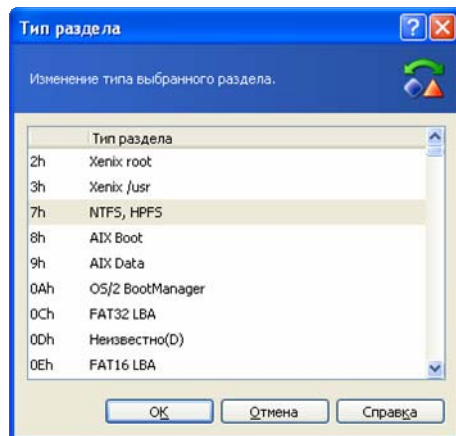 Тип раздела
Изменение типа выбранного раздела.
Тип раздела
2h Xenix root
3h Xenix /usr
7h NTFS, HPFS
8h AIX Boot
9h AIX Data
0Ah OS/2 BootManager
0Ch FAT32 LBA
0Dh Неизвестно(D)
0Eh FAT16 LBA
OK Отмена Справка